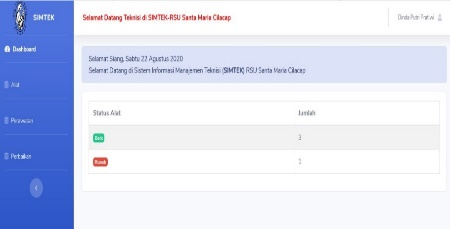 SIMTEK
Selamat Datang Teknisi di SIMTEK-RSU Santa Maria Cilacap
Dinda Putri Pratiwi
Dashboard
Selamat Siang, Sabtu 22 Agustus 2020
Selamat Datang di Sistem Informasi Manajemen Teknisi (SIMTEK) RSU Santa Maria Cilacap
Alat
Status Alat
Jumlah
Baik
3
Perawatan
Rusak
1
Perbaikan